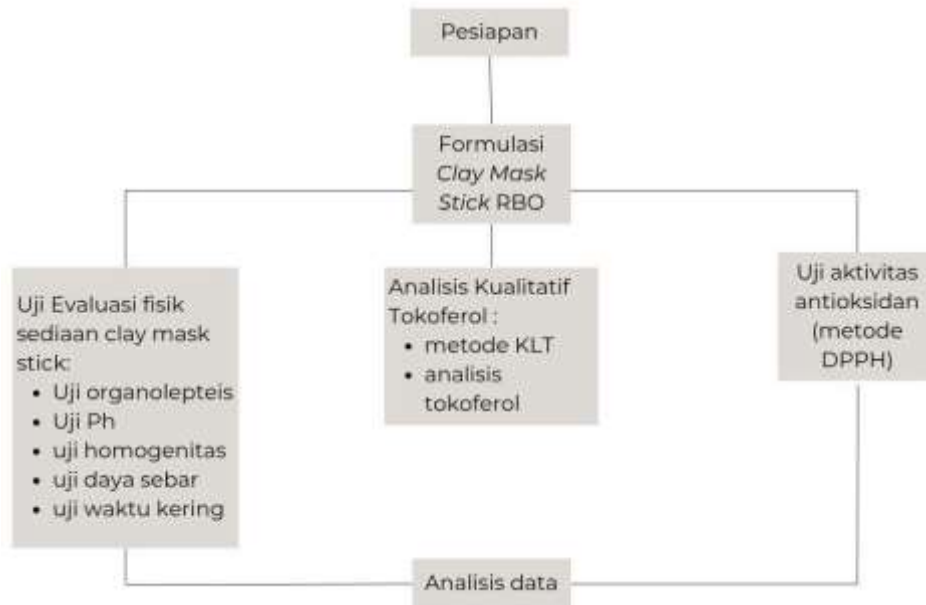 Pesiapan
Formulasi
Clay Mask
Stick RBO
Uji Evaluasi fisik
sediaan clay mask
stick:
• Uji organolepteis
• Uji Ph
• uji homogenitas
• uji daya sebar
• uji waktu kering
Analisis Kualitatif
Tokoferol :
• metode KLT
• analisis
tokoferol
Uji aktivitas
antioksidan
(metode
DPPH)
Analisis data